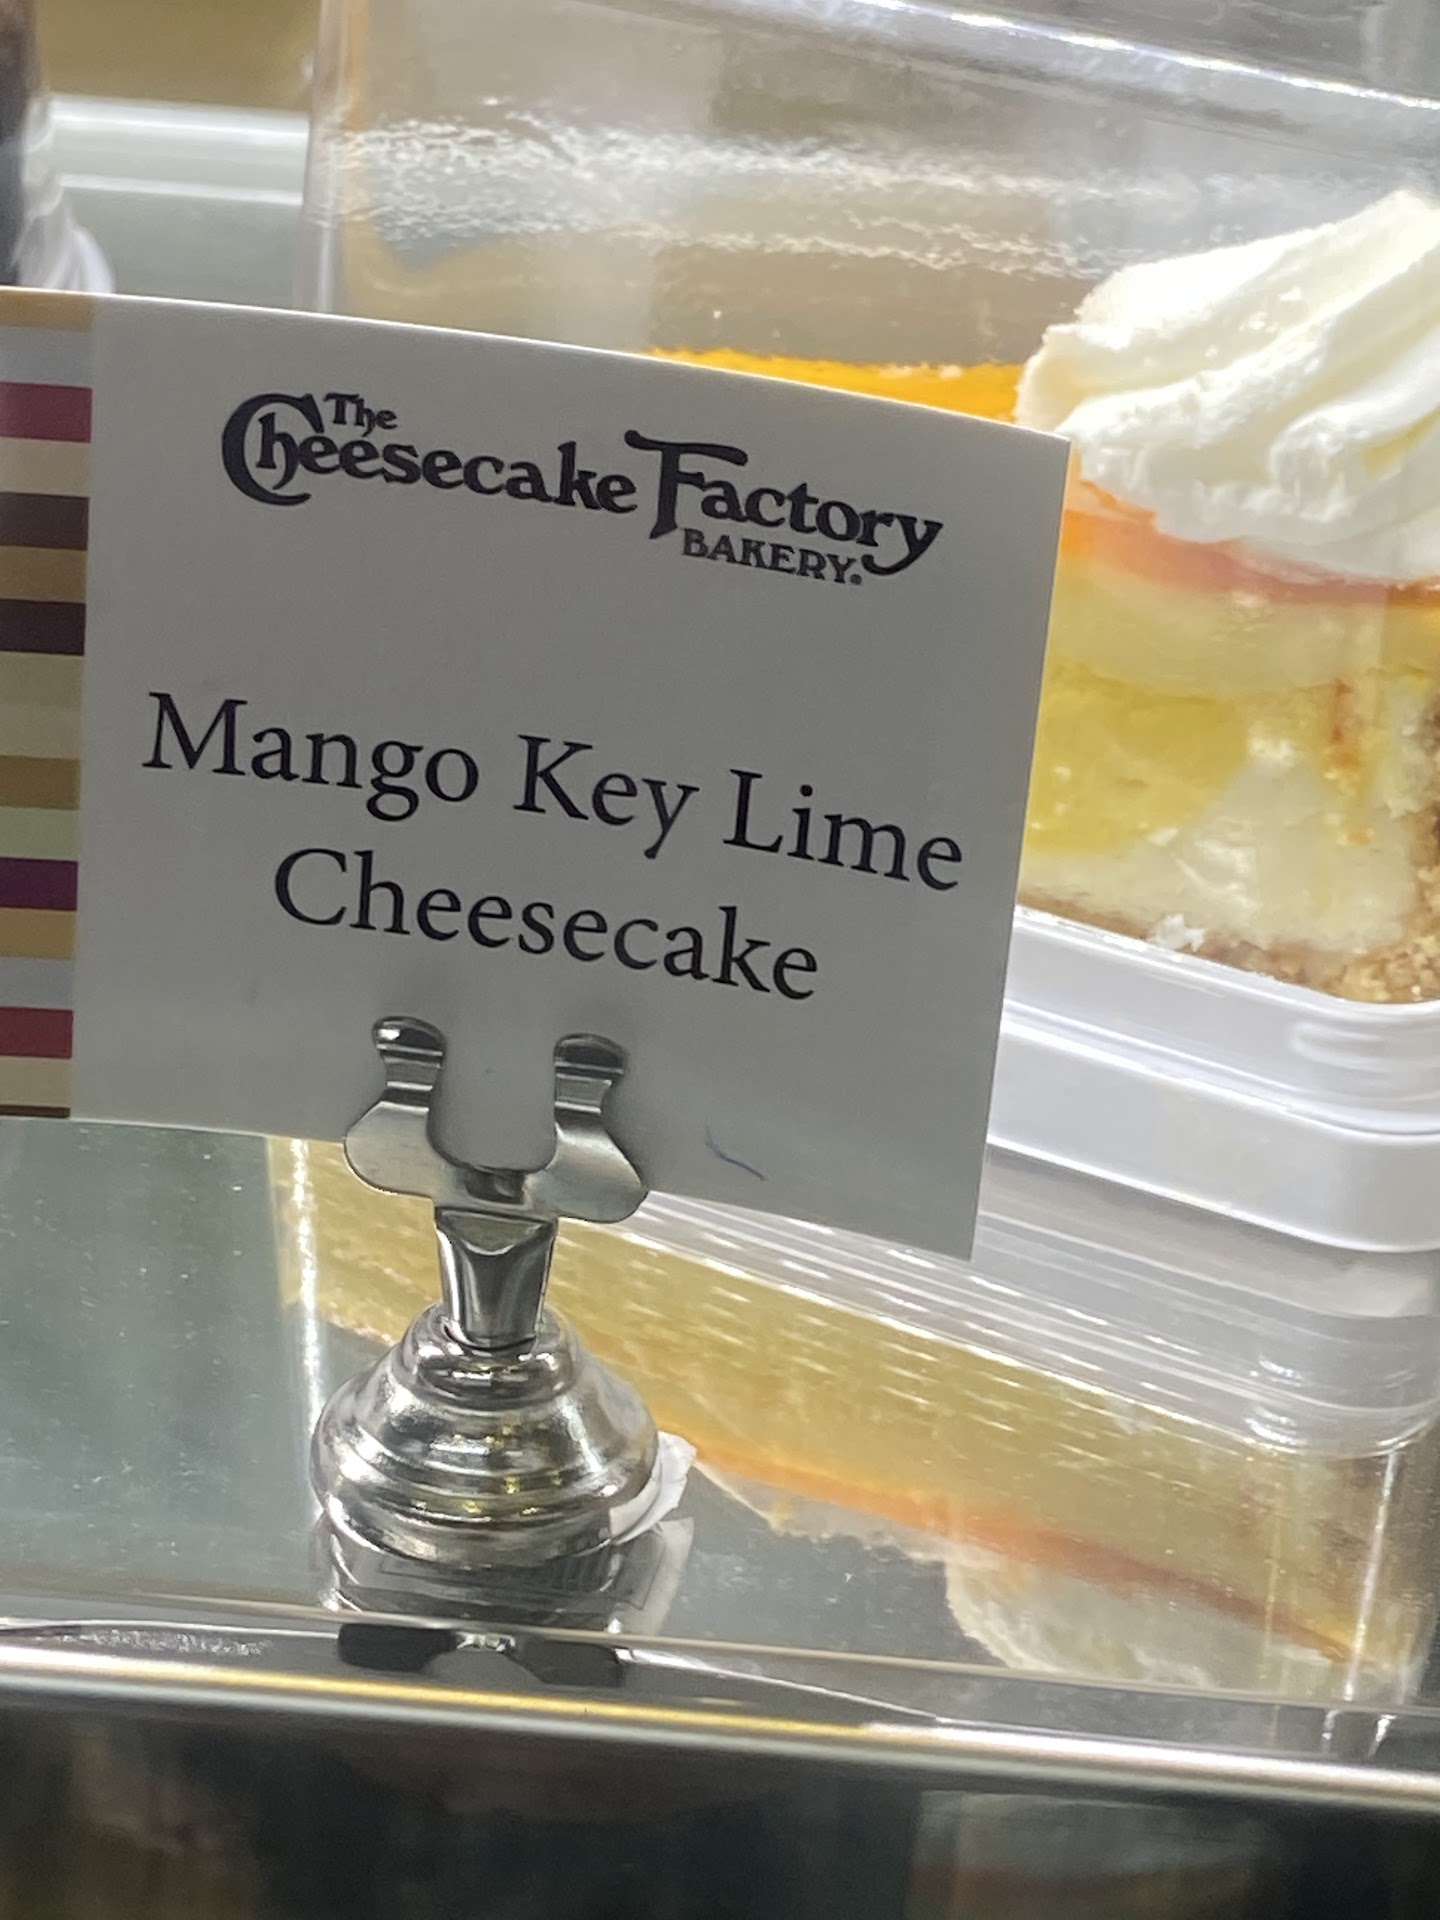 The
Cheesecake Factory
BAKERY®
Mango Key Lime
Cheesecake